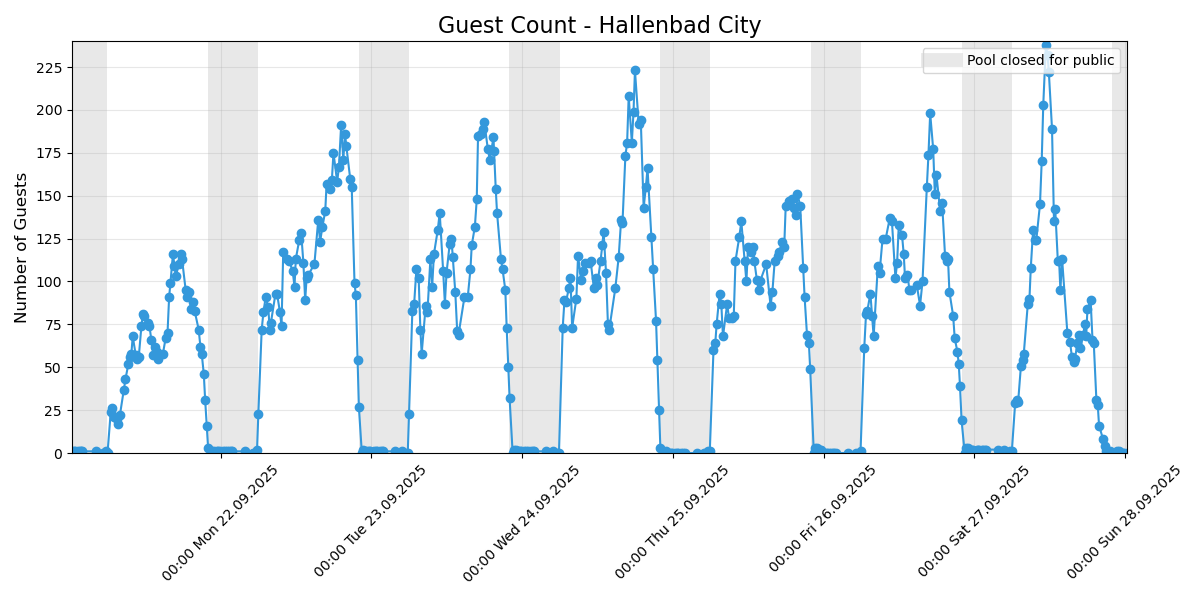 Guest Count - Hallenbad City
Pool closed for public
Number of Guests
225
200
175
150
125
100
75
50
25
0
00:00 Mon 22.09.2025
00:00 Tue 23.09.2025
00:00 Wed 24.09.2025
00:00 Thu 25.09.2025
00:00 Fri 26.09.2025
00:00 Sat 27.09.2025
00:00 Sun 28.09.2025